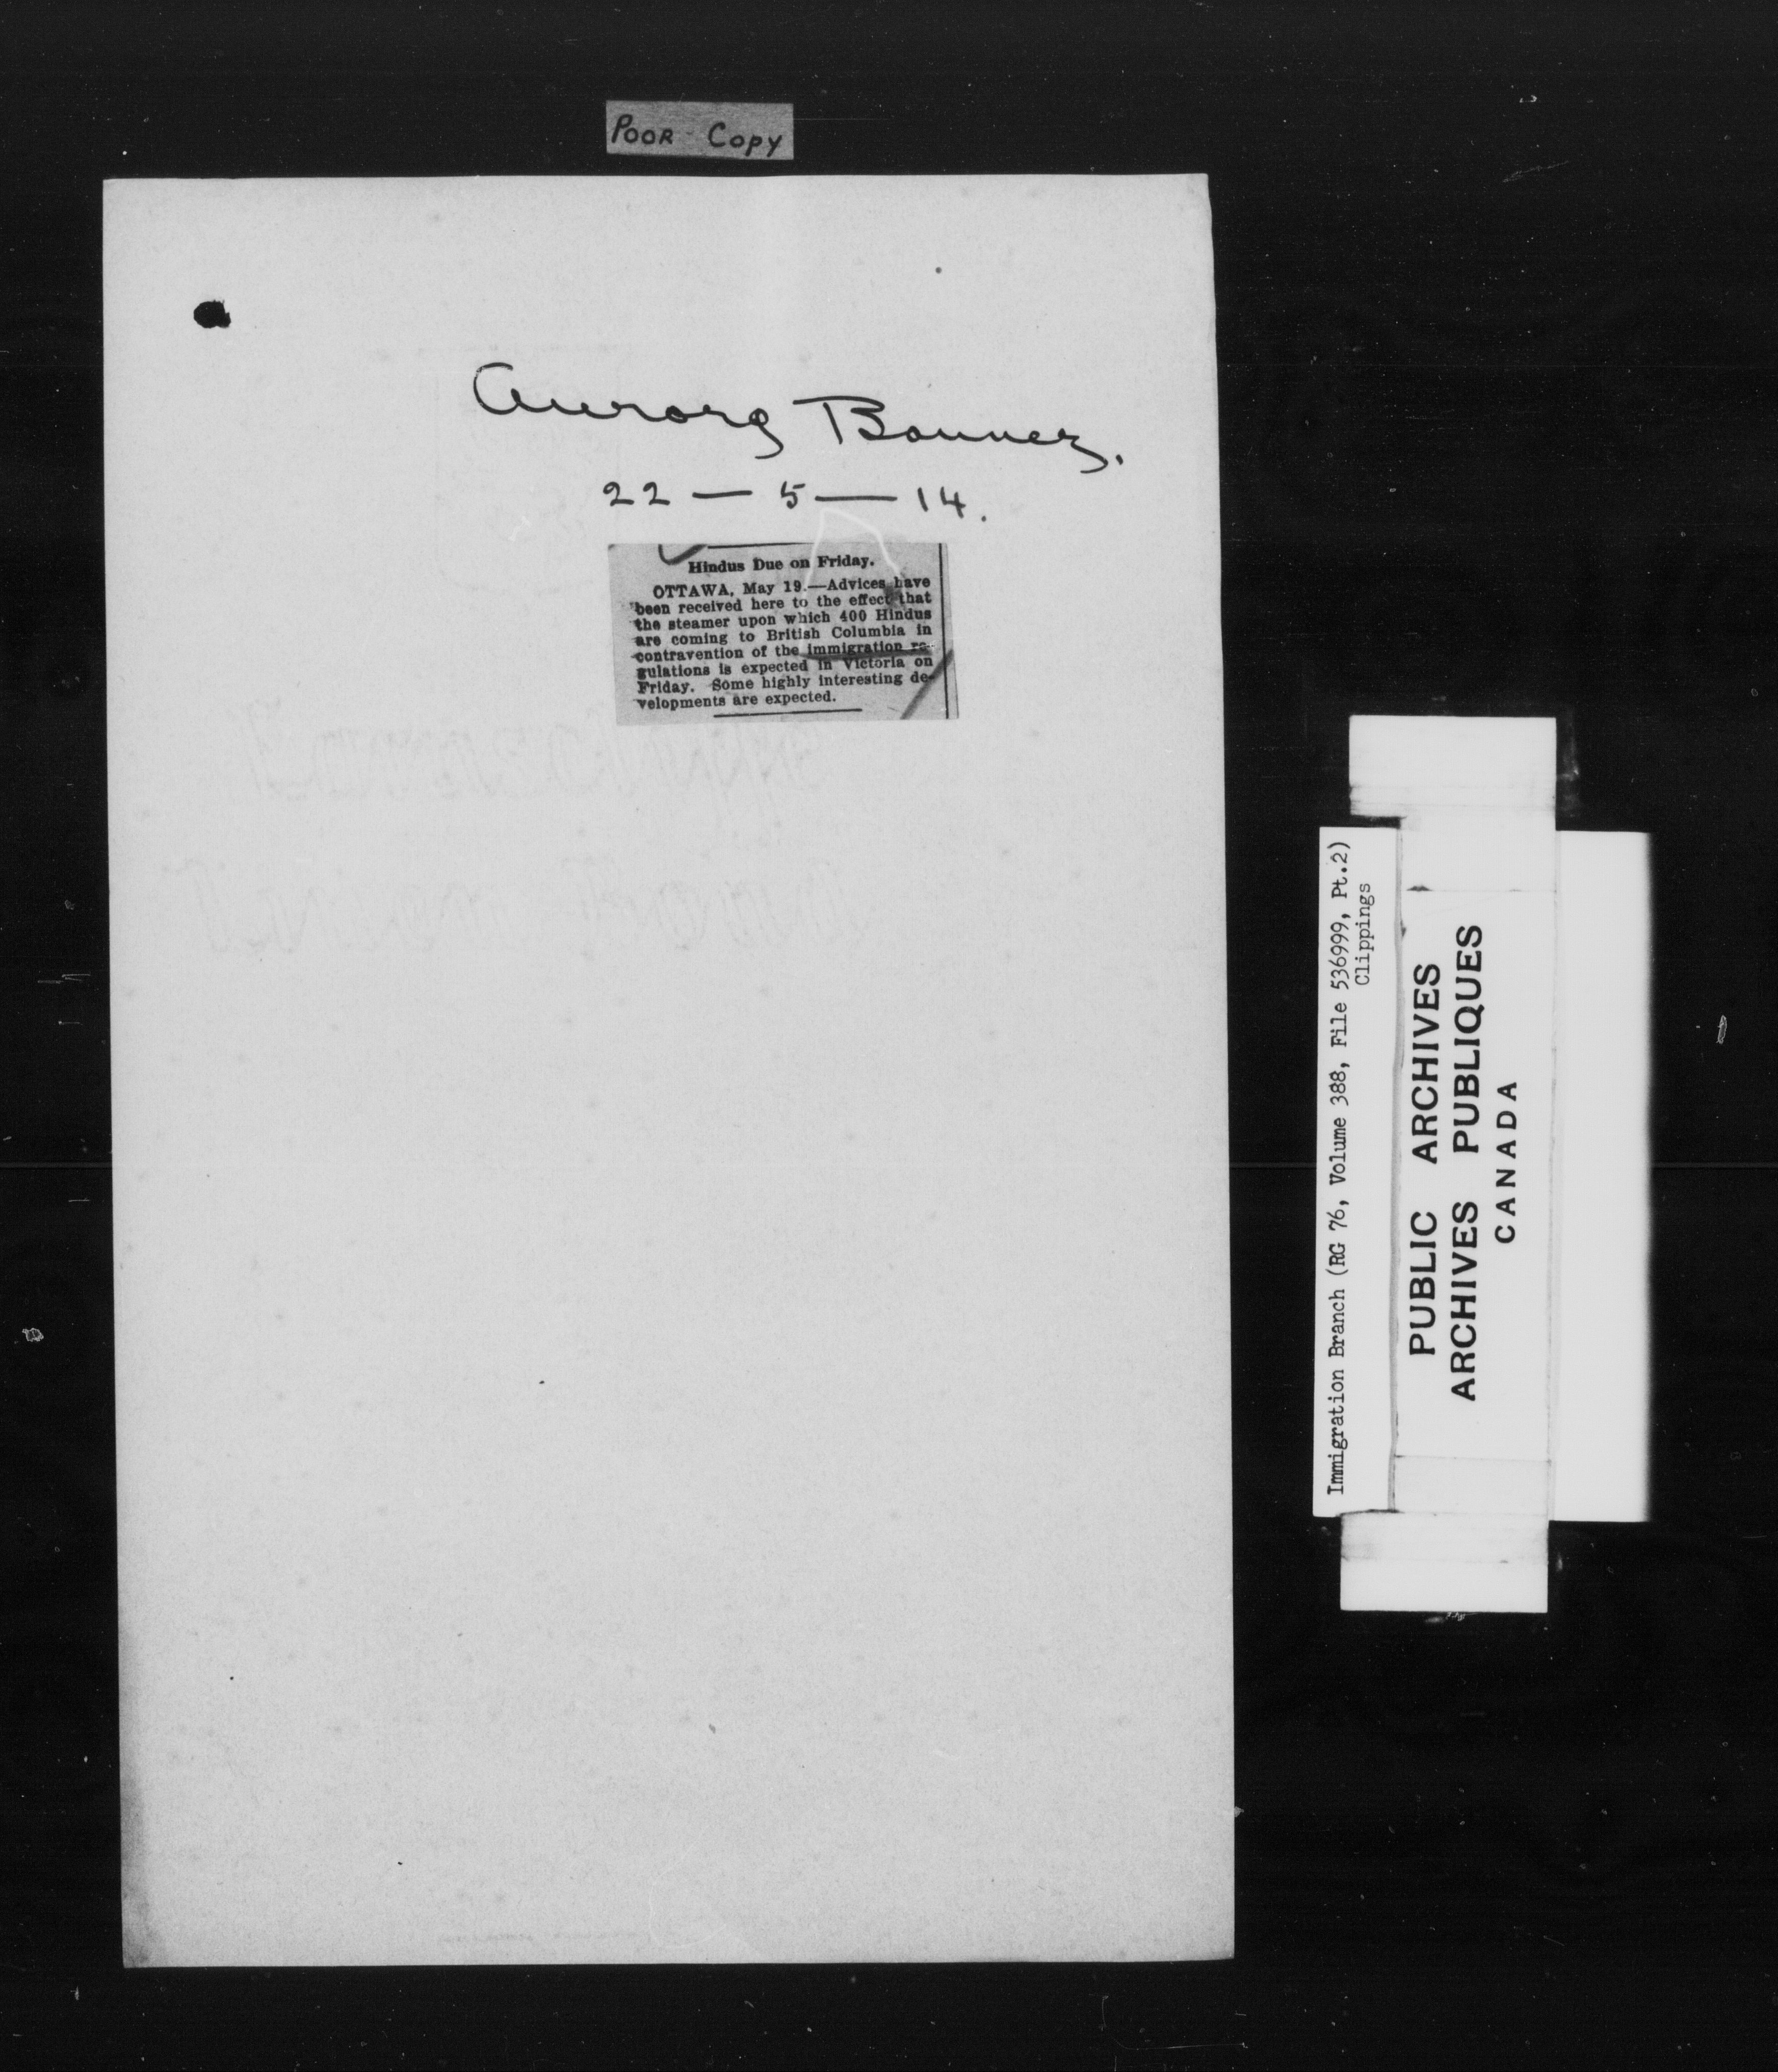 POOR COPY
Aurora Banner.
22 — 5 — 14.
Hindus Due on Friday.
OTTAWA, May 19.—Advices have
been received here to the effect that
the steamer upon which 400 Hindus
are coming to British Columbia in
contravention of the immigration re-
gulations is expected in Victoria on
Friday. Some highly interesting de-
velopments are expected.
Immigration Branch (RG 76, Volume 388, File 536999, Pt.2)
Clippings
PUBLIC ARCHIVES
ARCHIVES PUBLIQUES
CANADA